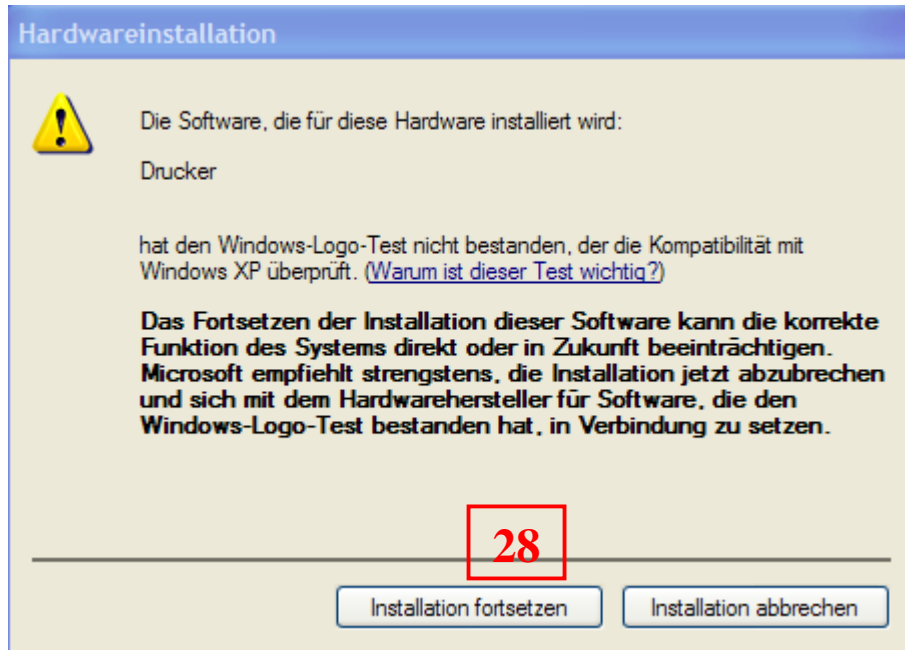 Hardwareinstallation
Die Software, die für diese Hardware installiert wird:
Drucker
hat den Windows-Logo-Test nicht bestanden, der die Kompatibilität mit
Windows XP überprüft. (Warum ist dieser Test wichtig?)
Das Fortsetzen der Installation dieser Software kann die korrekte
Funktion des Systems direkt oder in Zukunft beeinträchtigen.
Microsoft empfiehlt strengstens, die Installation jetzt abzubrechen
und sich mit dem Hardwarehersteller für Software, die den
Windows-Logo-Test bestanden hat, in Verbindung zu setzen.
28
Installation fortsetzen
Installation abbrechen